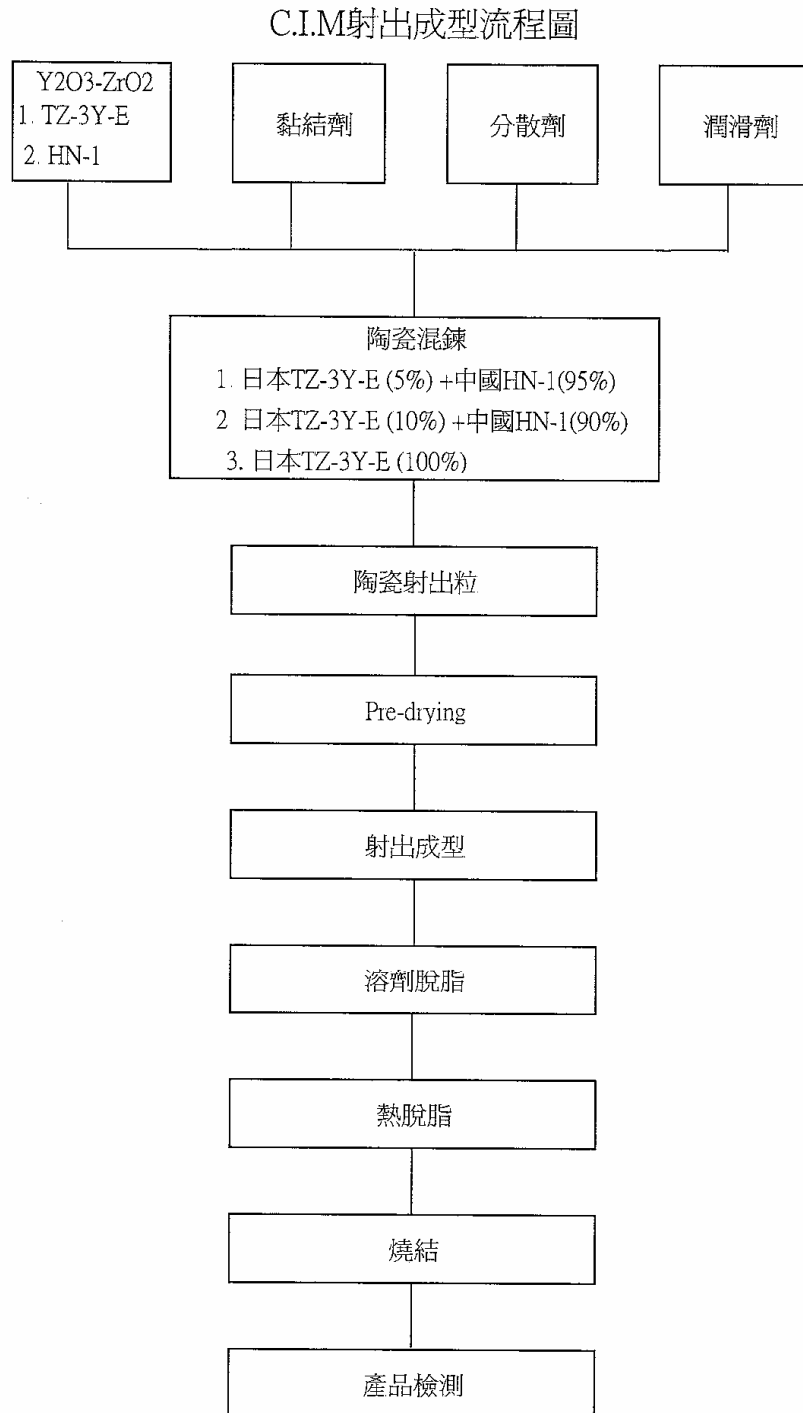 C.I.M射出成型流程圖
Y2O3-ZrO2
1. TZ-3Y-E
2. HN-1
黏結劑
分散劑
潤滑劑
陶瓷混鍊
1. 日本TZ-3Y-E (5%) +中國HN-1(95%)
2 日本TZ-3Y-E (10%) +中國HN-1(90%)
3. 日本TZ-3Y-E (100%)
陶瓷射出粒
Pre-drying
射出成型
溶劑脫脂
熱脫脂
燒結
產品檢測